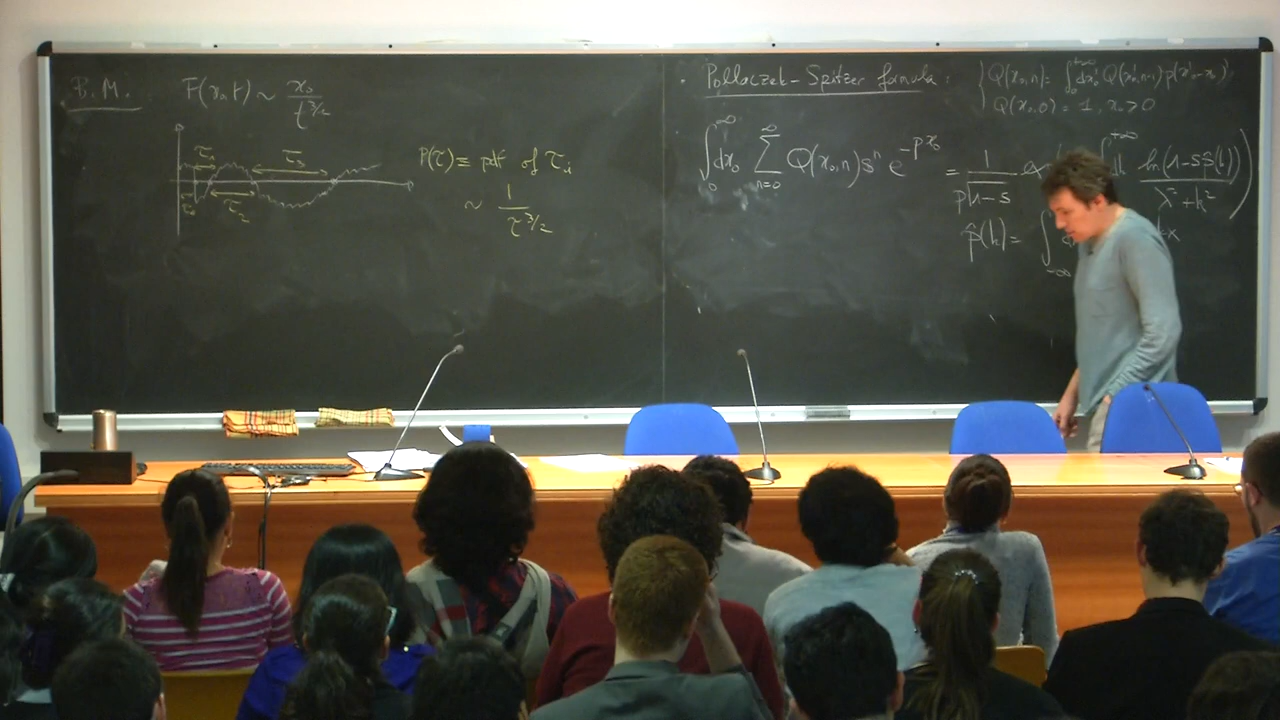 B.M. F(x₀,t) ~ x₀/t^{3/2}
τ₁ τ₃
τ₂
P(τ) ≡ pdf of τᵢ
~ 1/τ^{3/2}
· Pollaczek-Spitzer formula:
Q(x₀,n) = ∫₀^{+∞} dx' Q(x',n-1) p(x'-x₀)
Q(x₀,0) = 1, x₀>0
∫₀^{∞} dx₀ Σ_{n=0}^{∞} Q(x₀,n) sⁿ e^{-px₀} = 1/(p√(1-s)) ∫^{+∞} ln(1-sp̂(k))/(λ²+k²))
p̂(k) = ∫_{-∞}